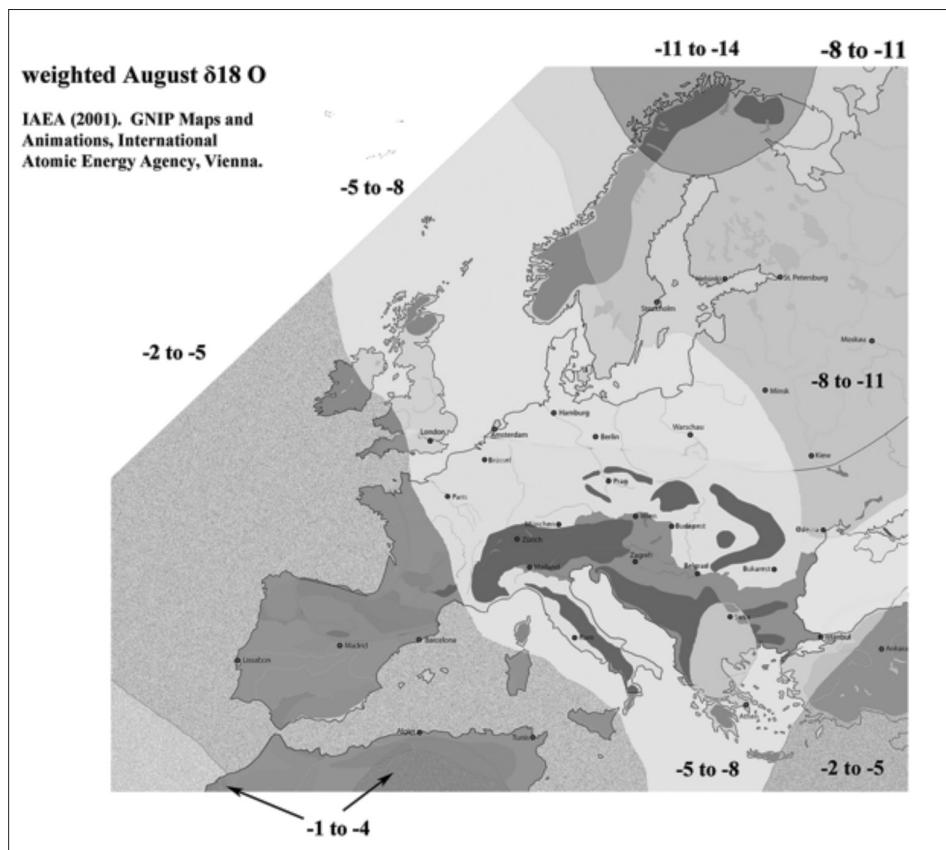 -11 to -14
-8 to -11
weighted August δ18 O
IAEA (2001). GNIP Maps and
Animations, International
Atomic Energy Agency, Vienna.
-5 to -8
-2 to -5
Helsinki
St. Petersburg
Stockholm
Moskau
-8 to -11
Minsk
Hamburg
London
Amsterdam
Berlin
Warschau
Brüssel
Kiew
Prag
Paris
München
Wien
Budapest
Odessa
Zürich
Zagreb
Mailand
Belgrad
Bukarest
Sofia
Rom
Istanbul
Barcelona
Madrid
Ankara
Lissabon
Athen
Algier
Tunis
-5 to -8
-2 to -5
-1 to -4